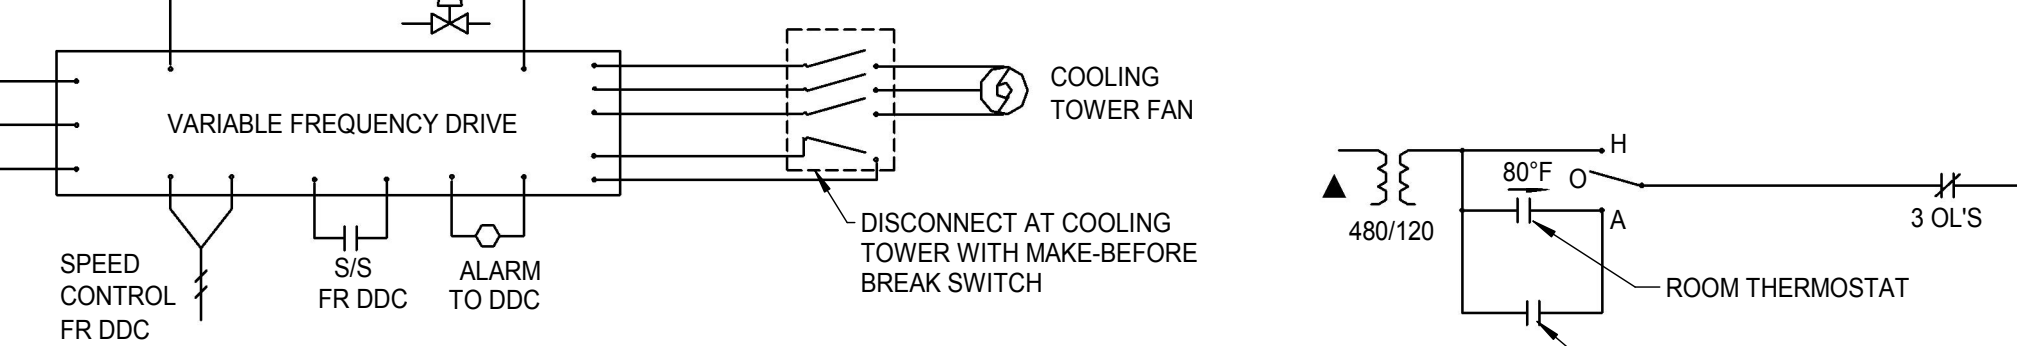 VARIABLE FREQUENCY DRIVE
COOLING
TOWER FAN
DISCONNECT AT COOLING
TOWER WITH MAKE-BEFORE
BREAK SWITCH
SPEED
CONTROL
FR DDC
S/S
FR DDC
ALARM
TO DDC
H
80°F
O
A
480/120
3 OL'S
ROOM THERMOSTAT